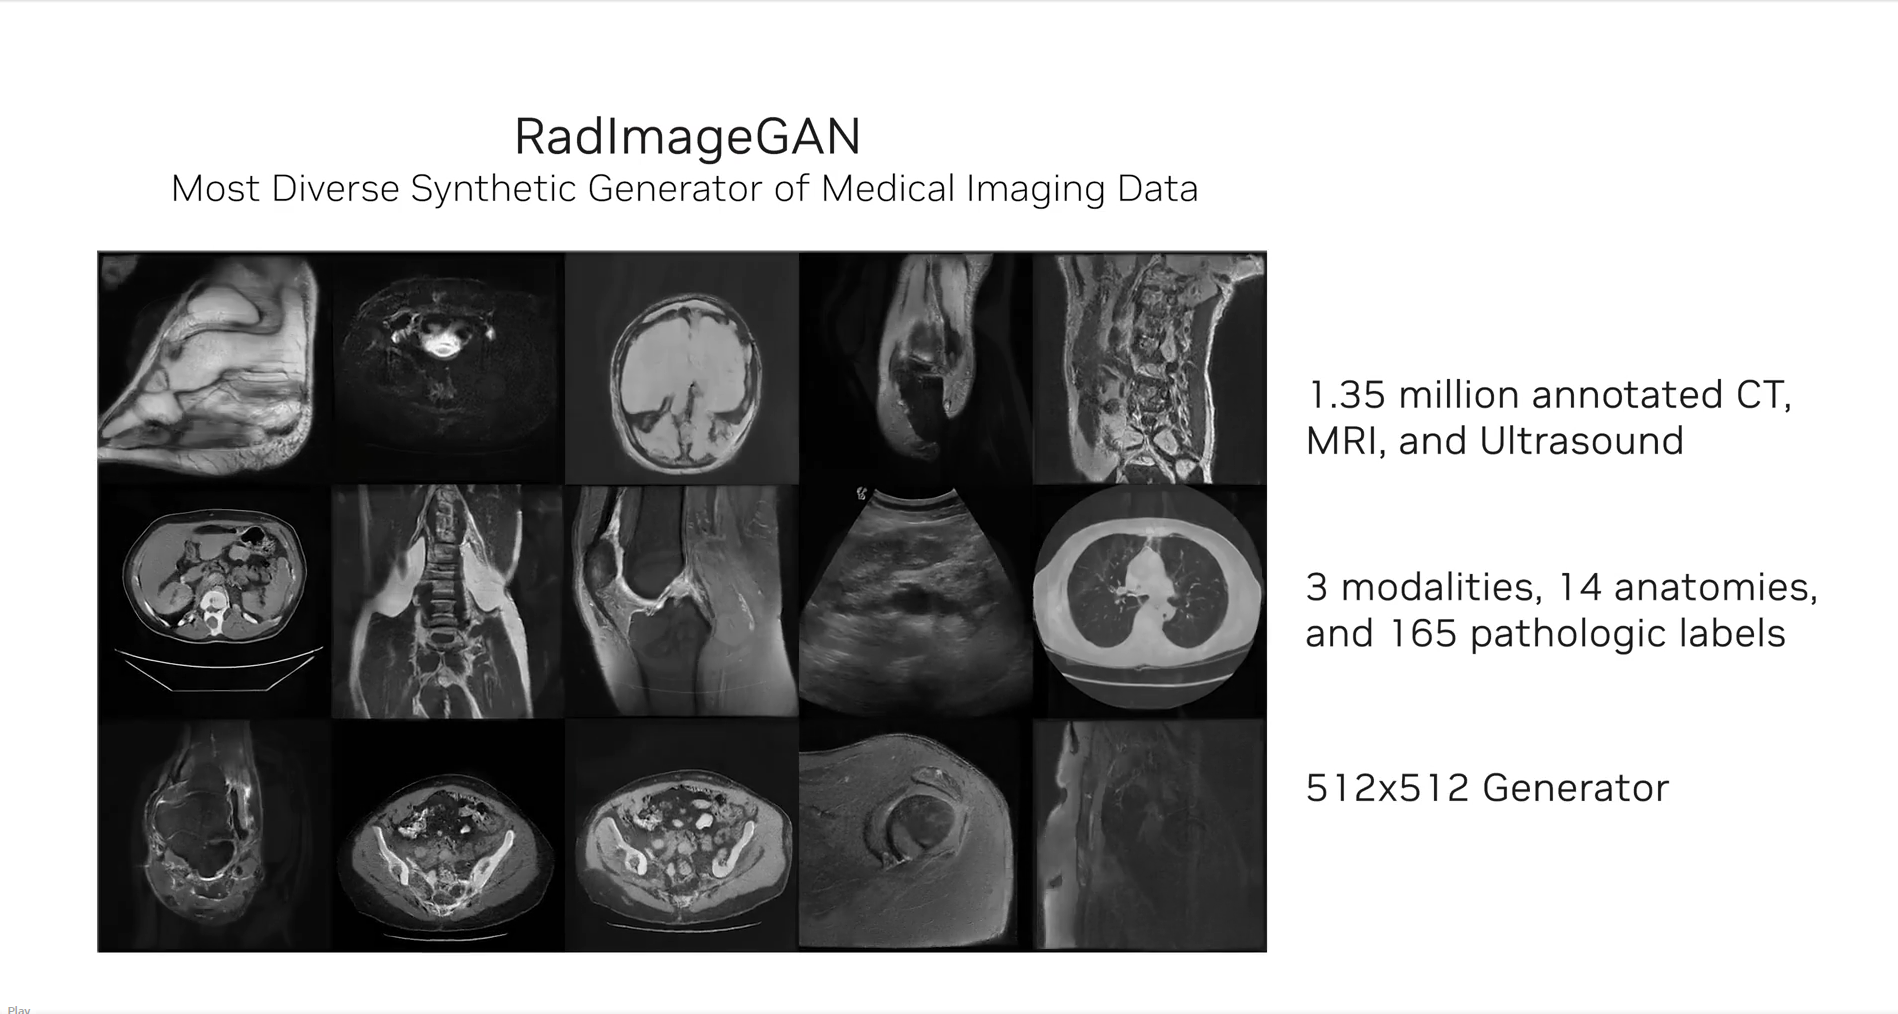 RadImageGAN
Most Diverse Synthetic Generator of Medical Imaging Data
1.35 million annotated CT,
MRI, and Ultrasound
3 modalities, 14 anatomies,
and 165 pathologic labels
512x512 Generator
Play